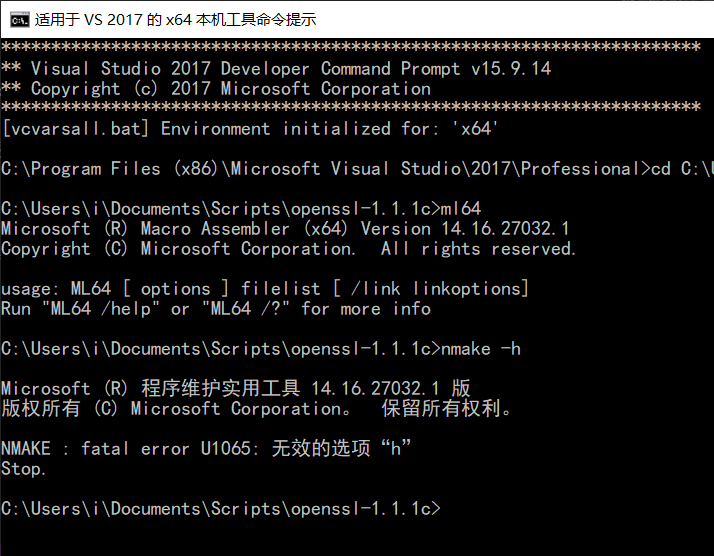 适用于 VS 2017 的 x64 本机工具命令提示
**********************************************************************
** Visual Studio 2017 Developer Command Prompt v15.9.14
** Copyright (c) 2017 Microsoft Corporation
**********************************************************************
[vcvarsall.bat] Environment initialized for: 'x64'
C:\Program Files (x86)\Microsoft Visual Studio\2017\Professional>cd C:\U
C:\Users\i\Documents\Scripts\openssl-1.1.1c>ml64
Microsoft (R) Macro Assembler (x64) Version 14.16.27032.1
Copyright (C) Microsoft Corporation.  All rights reserved.
usage: ML64 [ options ] filelist [ /link linkoptions]
Run "ML64 /help" or "ML64 /?" for more info
C:\Users\i\Documents\Scripts\openssl-1.1.1c>nmake -h
Microsoft (R) 程序维护实用工具 14.16.27032.1 版
版权所有 (C) Microsoft Corporation。  保留所有权利。
NMAKE : fatal error U1065: 无效的选项“h”
Stop.
C:\Users\i\Documents\Scripts\openssl-1.1.1c>